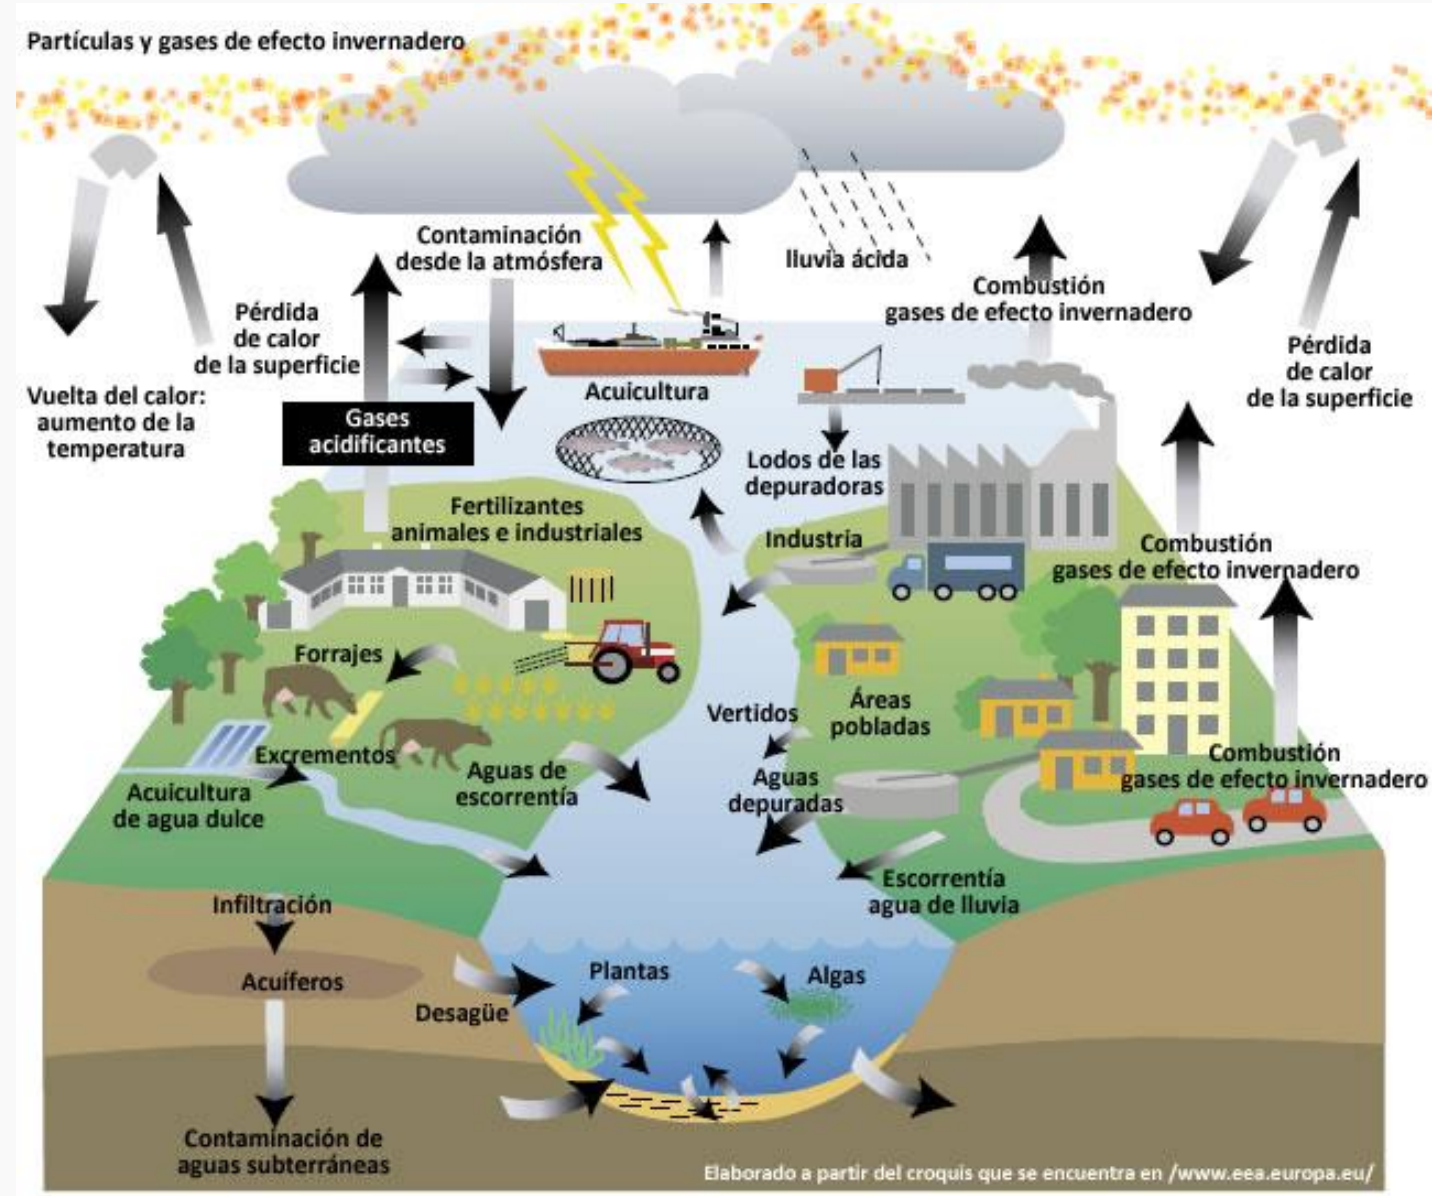 Partículas y gases de efecto invernadero
Contaminación
desde la atmósfera
lluvia ácida
Combustión
gases de efecto invernadero
Pérdida
de calor
de la superficie
Pérdida
de calor
de la superficie
Vuelta del calor:
aumento de la
temperatura
Gases
acidificantes
Acuicultura
Lodos de las
depuradoras
Fertilizantes
animales e industriales
Industria
Combustión
gases de efecto invernadero
Forrajes
Vertidos
Áreas
pobladas
Excrementos
Aguas de
escorrentía
Aguas
depuradas
Combustión
gases de efecto invernadero
Acuicultura
de agua dulce
Escorrentía
agua de lluvia
Infiltración
Acuíferos
Plantas
Algas
Desagüe
Contaminación de
aguas subterráneas
Elaborado a partir del croquis que se encuentra en /www.eea.europa.eu/